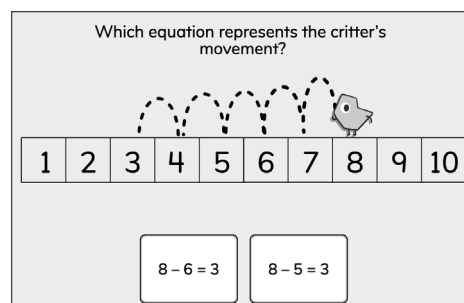 Which equation represents the critter's
movement?
1 2 3 4 5 6 7 8 9 10
8 – 6 = 3 8 – 5 = 3